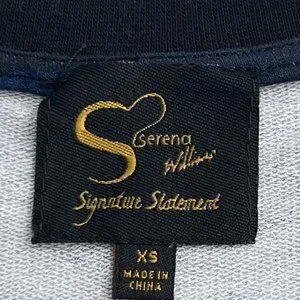 Serena
Williams
Signature Statement
XS
MADE IN
CHINA